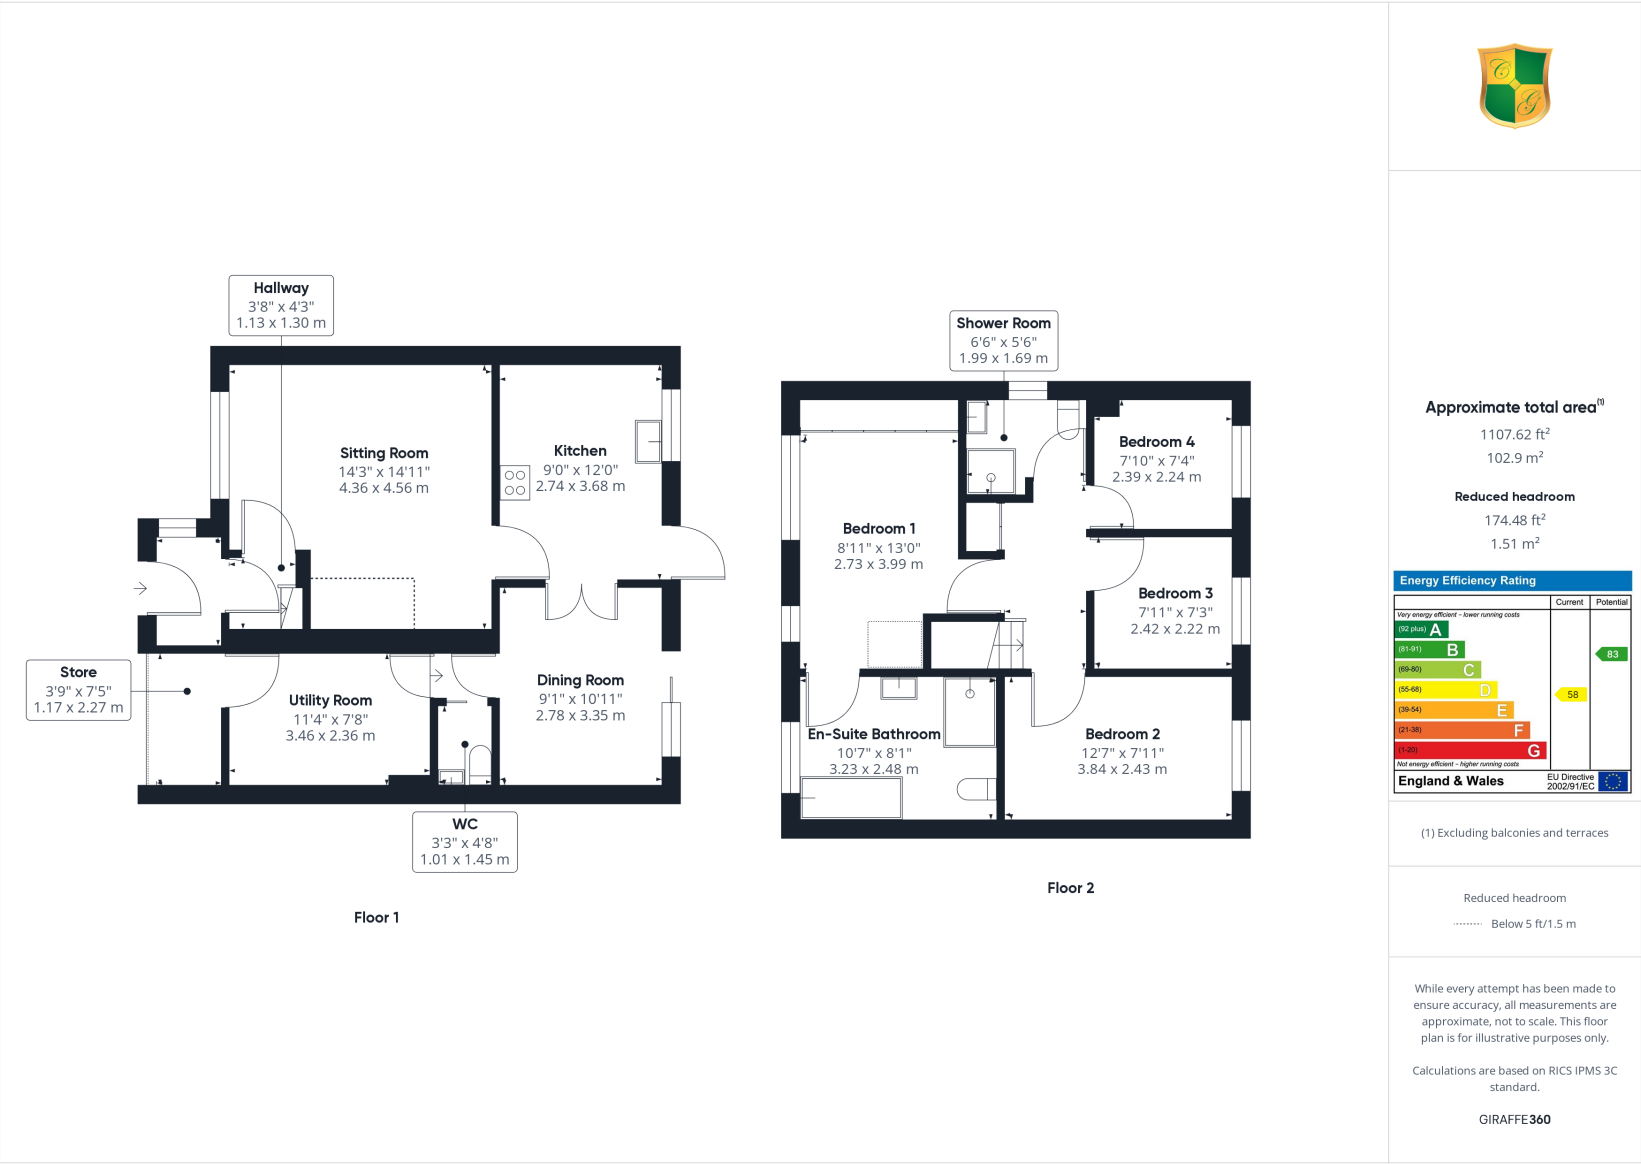 Hallway
3'8" x 4'3"
1.13 x 1.30 m
Sitting Room
14'3" x 14'11"
4.36 x 4.56 m
Kitchen
9'0" x 12'0"
2.74 x 3.68 m
Store
3'9" x 7'5"
1.17 x 2.27 m
Utility Room
11'4" x 7'8"
3.46 x 2.36 m
Dining Room
9'1" x 10'11"
2.78 x 3.35 m
WC
3'3" x 4'8"
1.01 x 1.45 m
Floor 1
Shower Room
6'6" x 5'6"
1.99 x 1.69 m
Bedroom 4
7'10" x 7'4"
2.39 x 2.24 m
Bedroom 1
8'11" x 13'0"
2.73 x 3.99 m
Bedroom 3
7'11" x 7'3"
2.42 x 2.22 m
En-Suite Bathroom
10'7" x 8'1"
3.23 x 2.48 m
Bedroom 2
12'7" x 7'11"
3.84 x 2.43 m
Floor 2
C
G
Approximate total area(1)
1107.62 ft²
102.9 m²
Reduced headroom
174.48 ft²
1.51 m²
Energy Efficiency Rating
Current Potential
Very energy efficient – lower running costs
(92 plus) A
(81-91) B
83
(69-80) C
(55-68) D
58
(39-54) E
(21-38) F
(1-20) G
Not energy efficient – higher running costs
England & Wales
EU Directive
2002/91/EC
(1) Excluding balconies and terraces
Reduced headroom
Below 5 ft/1.5 m
While every attempt has been made to
ensure accuracy, all measurements are
approximate, not to scale. This floor
plan is for illustrative purposes only.
Calculations are based on RICS IPMS 3C
standard.
GIRAFFE360